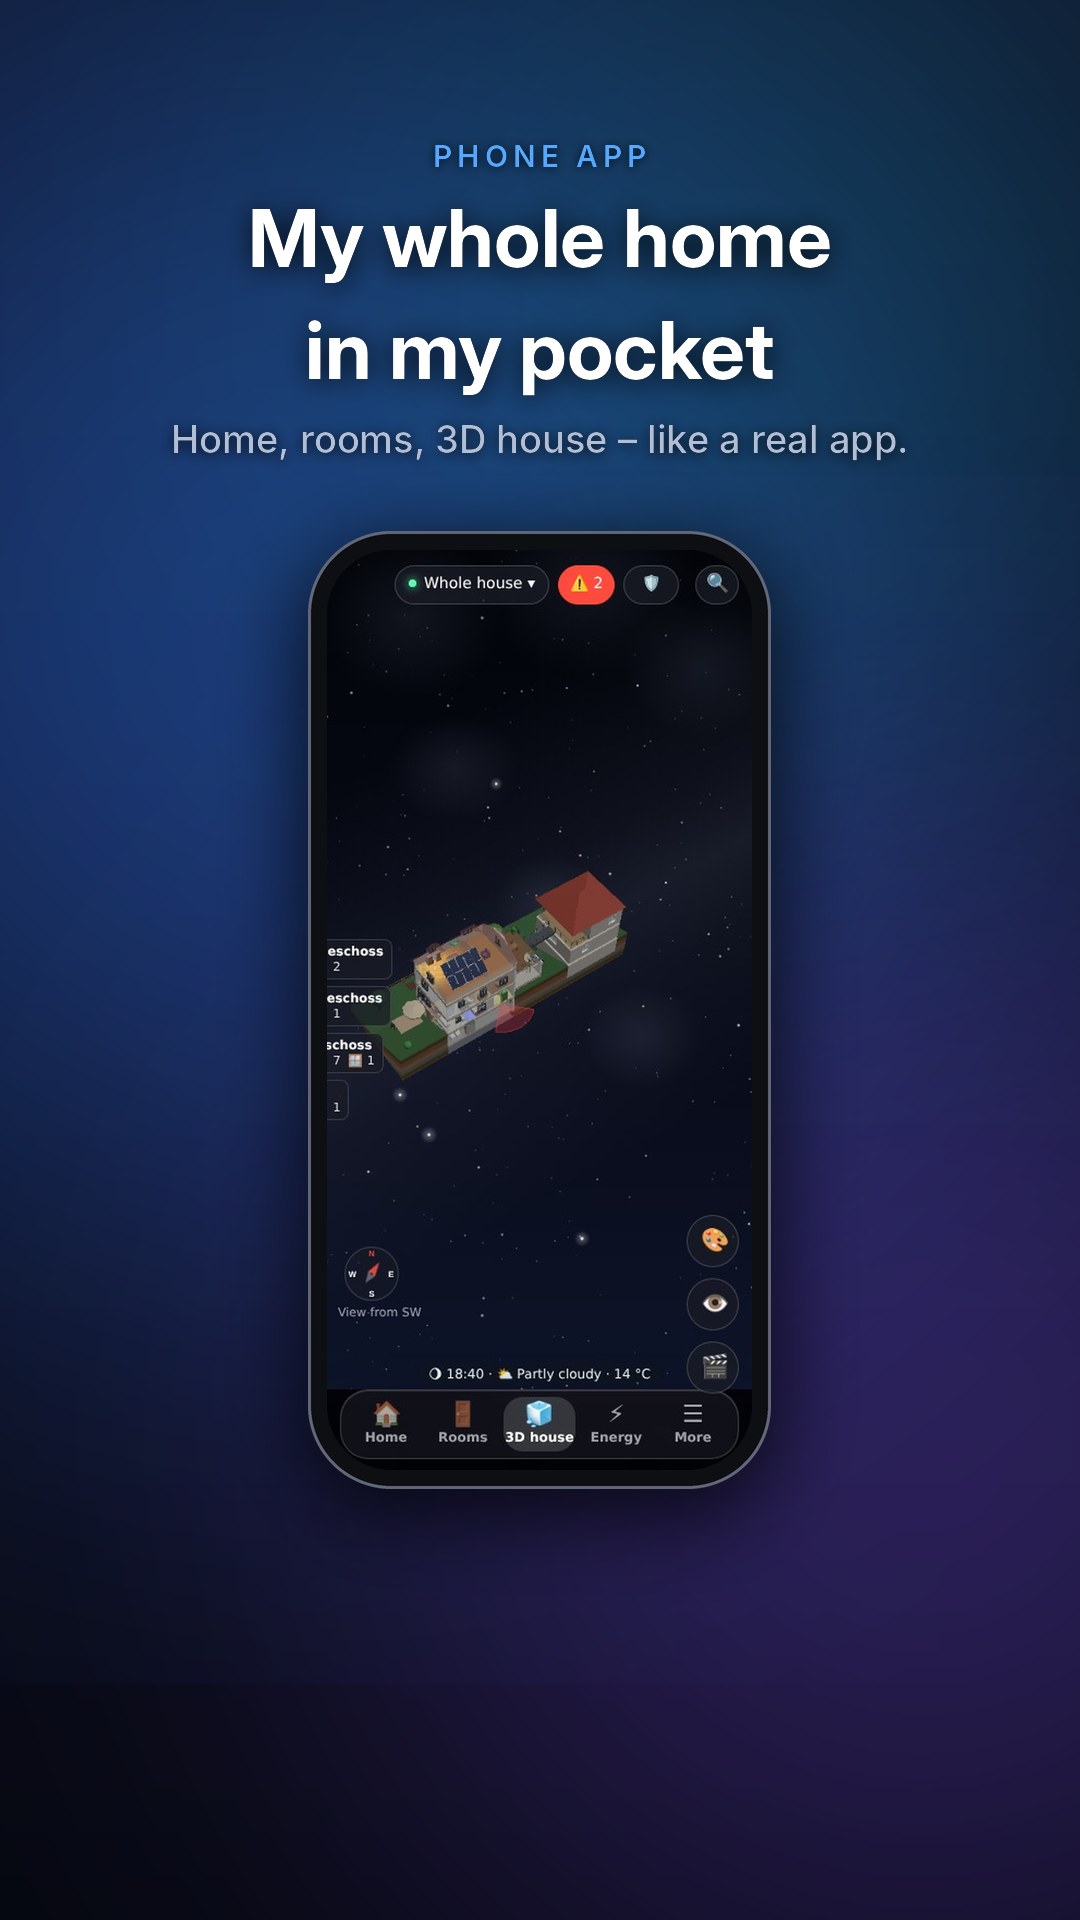 PHONE APP
My whole home
in my pocket
Home, rooms, 3D house – like a real app.
Whole house ▾
2
eschoss
2
eschoss
1
schoss
7 1
1
N
W E
S
View from SW
18:40 · Partly cloudy · 14 °C
Home Rooms 3D house Energy More